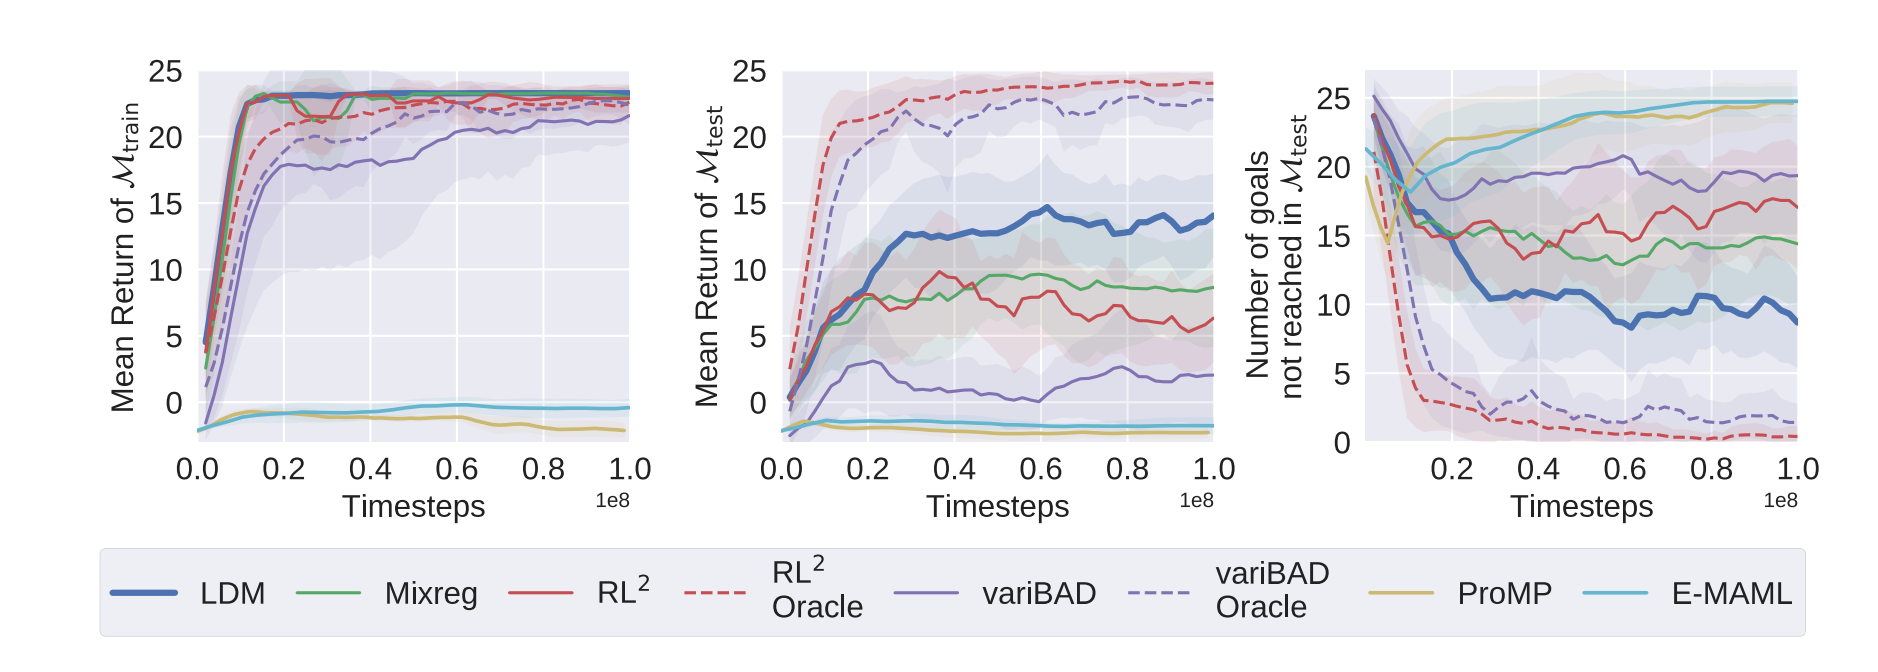 Mean Return of ℳtrain
25
20
15
10
5
0
0.0 0.2 0.4 0.6 0.8 1.0
Timesteps 1e8
Mean Return of ℳtest
25
20
15
10
5
0
0.0 0.2 0.4 0.6 0.8 1.0
Timesteps 1e8
Number of goals
not reached in ℳtest
25
20
15
10
5
0
0.2 0.4 0.6 0.8 1.0
Timesteps 1e8
LDM
Mixreg
RL²
RL²
Oracle
variBAD
variBAD
Oracle
ProMP
E-MAML